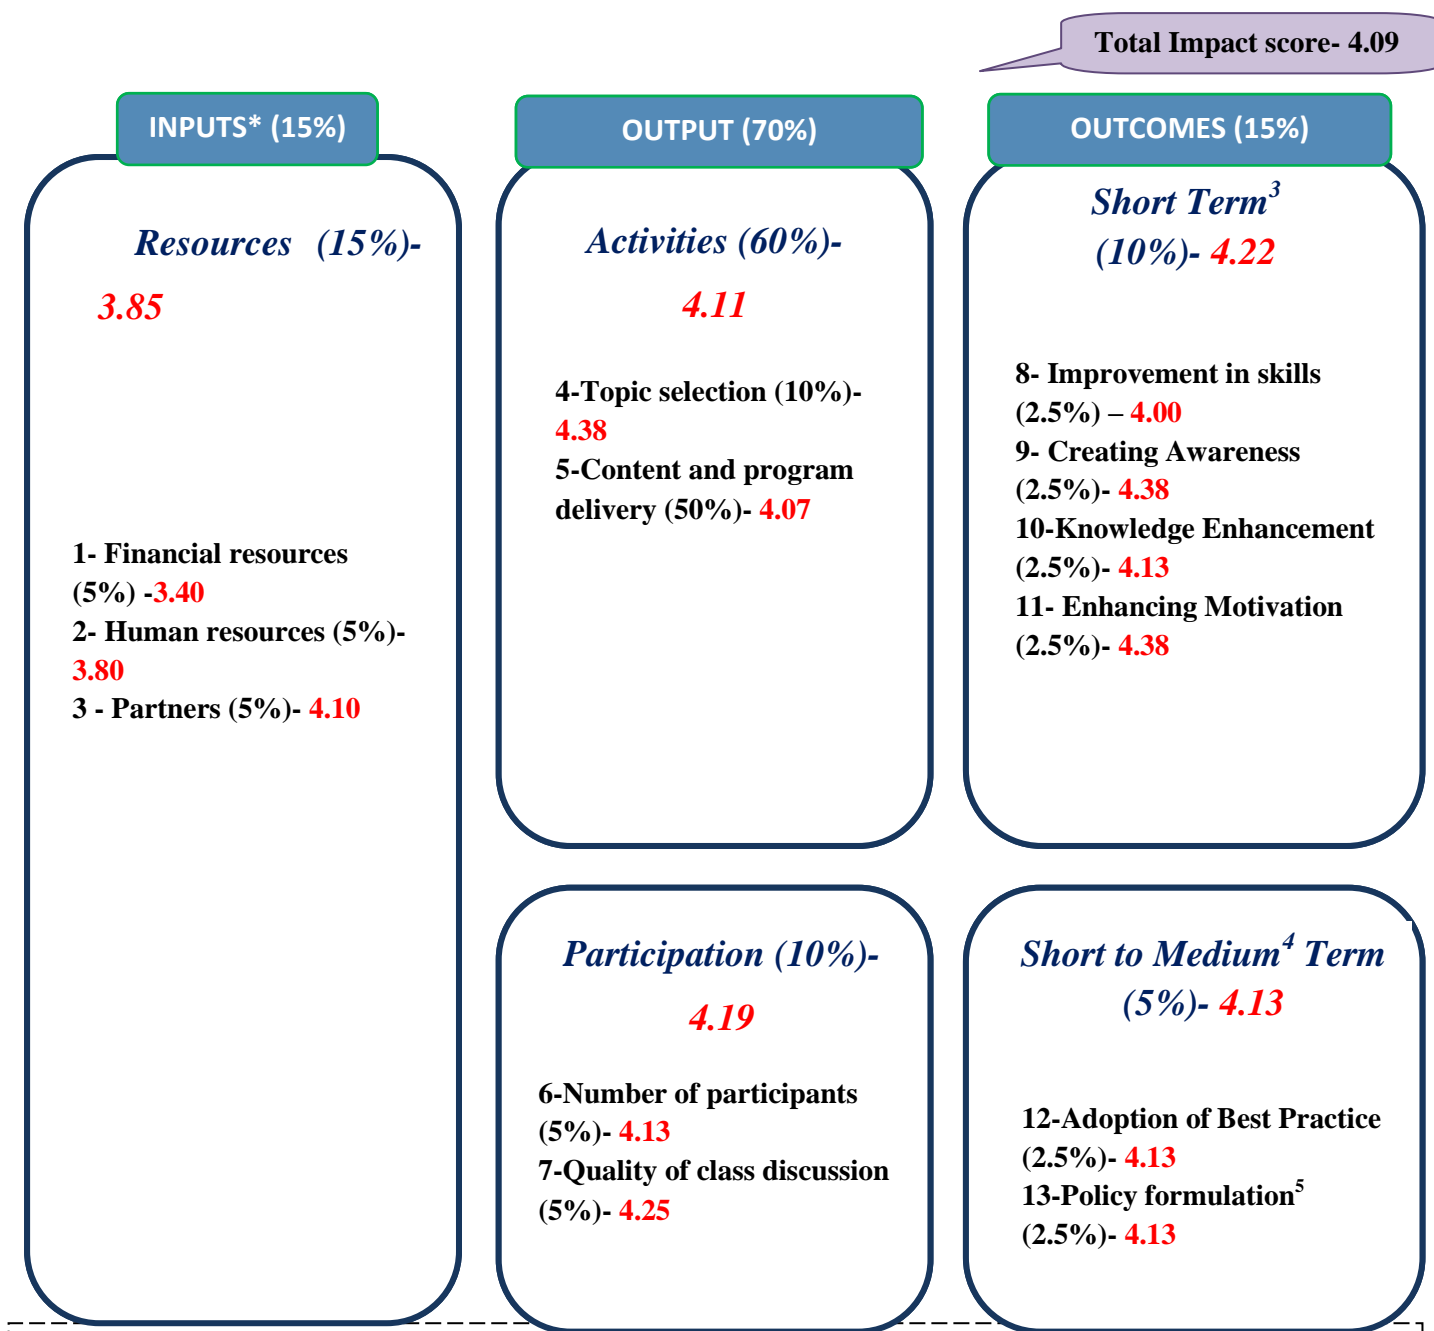 Total Impact score- 4.09
INPUTS* (15%)
Resources (15%)-
3.85
1- Financial resources
(5%) -3.40
2- Human resources (5%)-
3.80
3 - Partners (5%)- 4.10
OUTPUT (70%)
Activities (60%)-
4.11
4-Topic selection (10%)-
4.38
5-Content and program
delivery (50%)- 4.07
Participation (10%)-
4.19
6-Number of participants
(5%)- 4.13
7-Quality of class discussion
(5%)- 4.25
OUTCOMES (15%)
Short Term³
(10%)- 4.22
8- Improvement in skills
(2.5%) – 4.00
9- Creating Awareness
(2.5%)- 4.38
10-Knowledge Enhancement
(2.5%)- 4.13
11- Enhancing Motivation
(2.5%)- 4.38
Short to Medium⁴ Term
(5%)- 4.13
12-Adoption of Best Practice
(2.5%)- 4.13
13-Policy formulation⁵
(2.5%)- 4.13